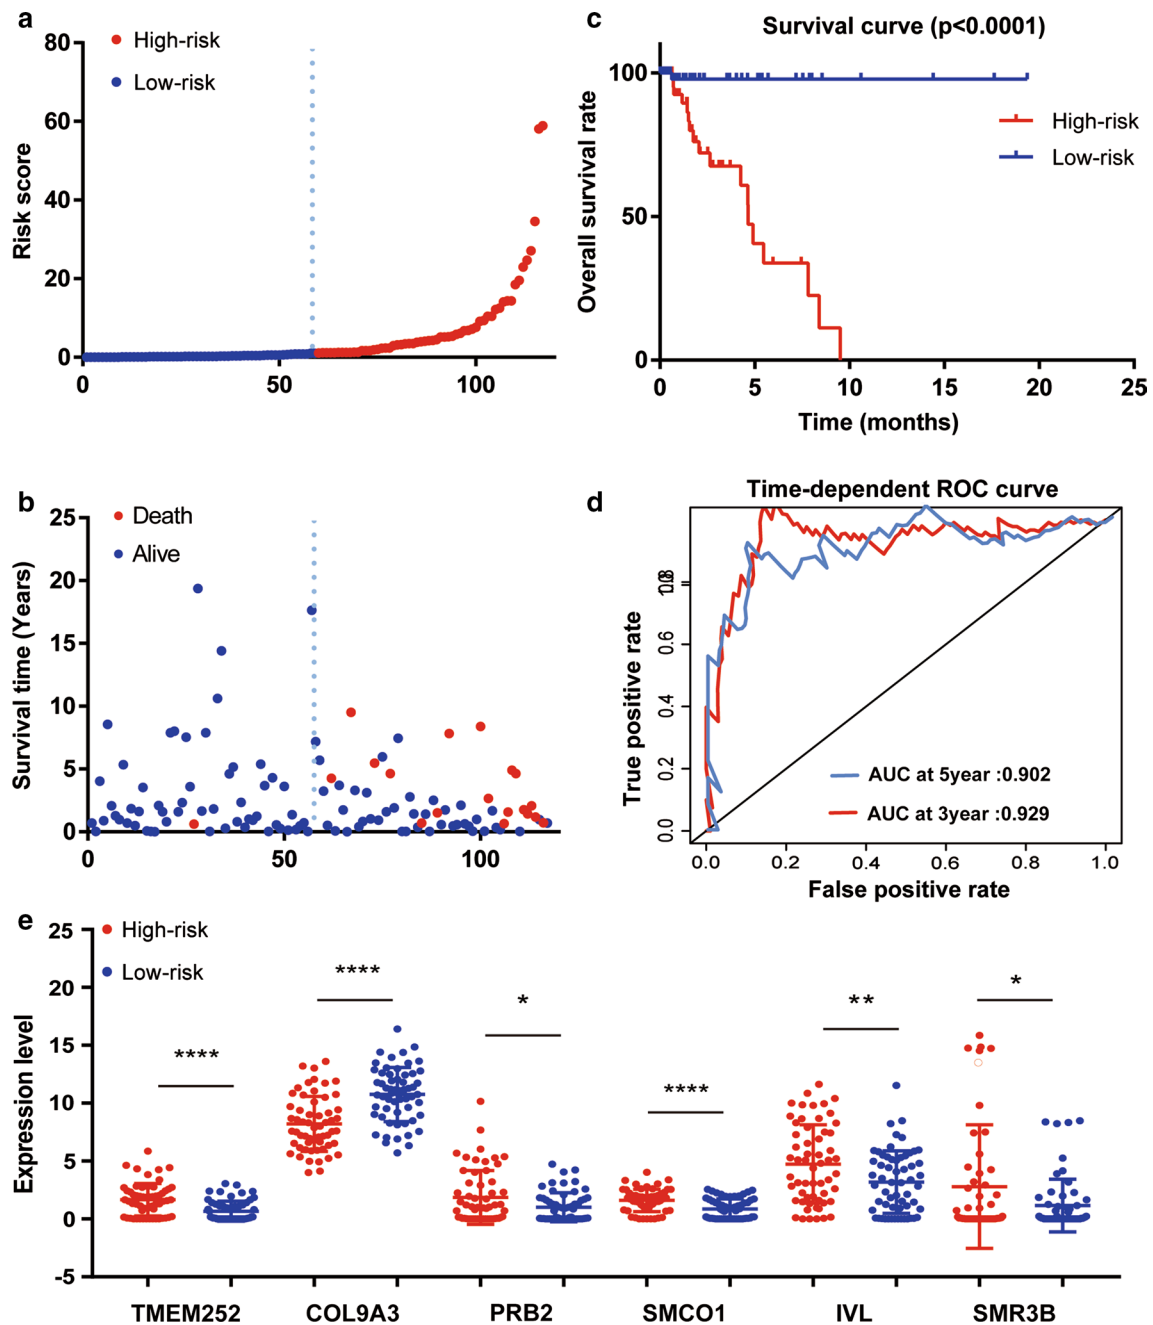 a
High-risk
Low-risk
Risk score
80
60
40
20
0
0 50 100
c
Survival curve (p<0.0001)
Overall survival rate
100
50
0
High-risk
Low-risk
0 5 10 15 20 25
Time (months)
b
Death
Alive
Survival time (Years)
25
20
15
10
5
0
0 50 100
d
Time-dependent ROC curve
True positive rate
0.6
0.4
0.2
0.0
AUC at 5year :0.902
AUC at 3year :0.929
0.0 0.2 0.4 0.6 0.8 1.0
False positive rate
e
High-risk
Low-risk
Expression level
25
20
15
10
5
0
-5
****
****
*
****
**
*
TMEM252 COL9A3 PRB2 SMCO1 IVL SMR3B